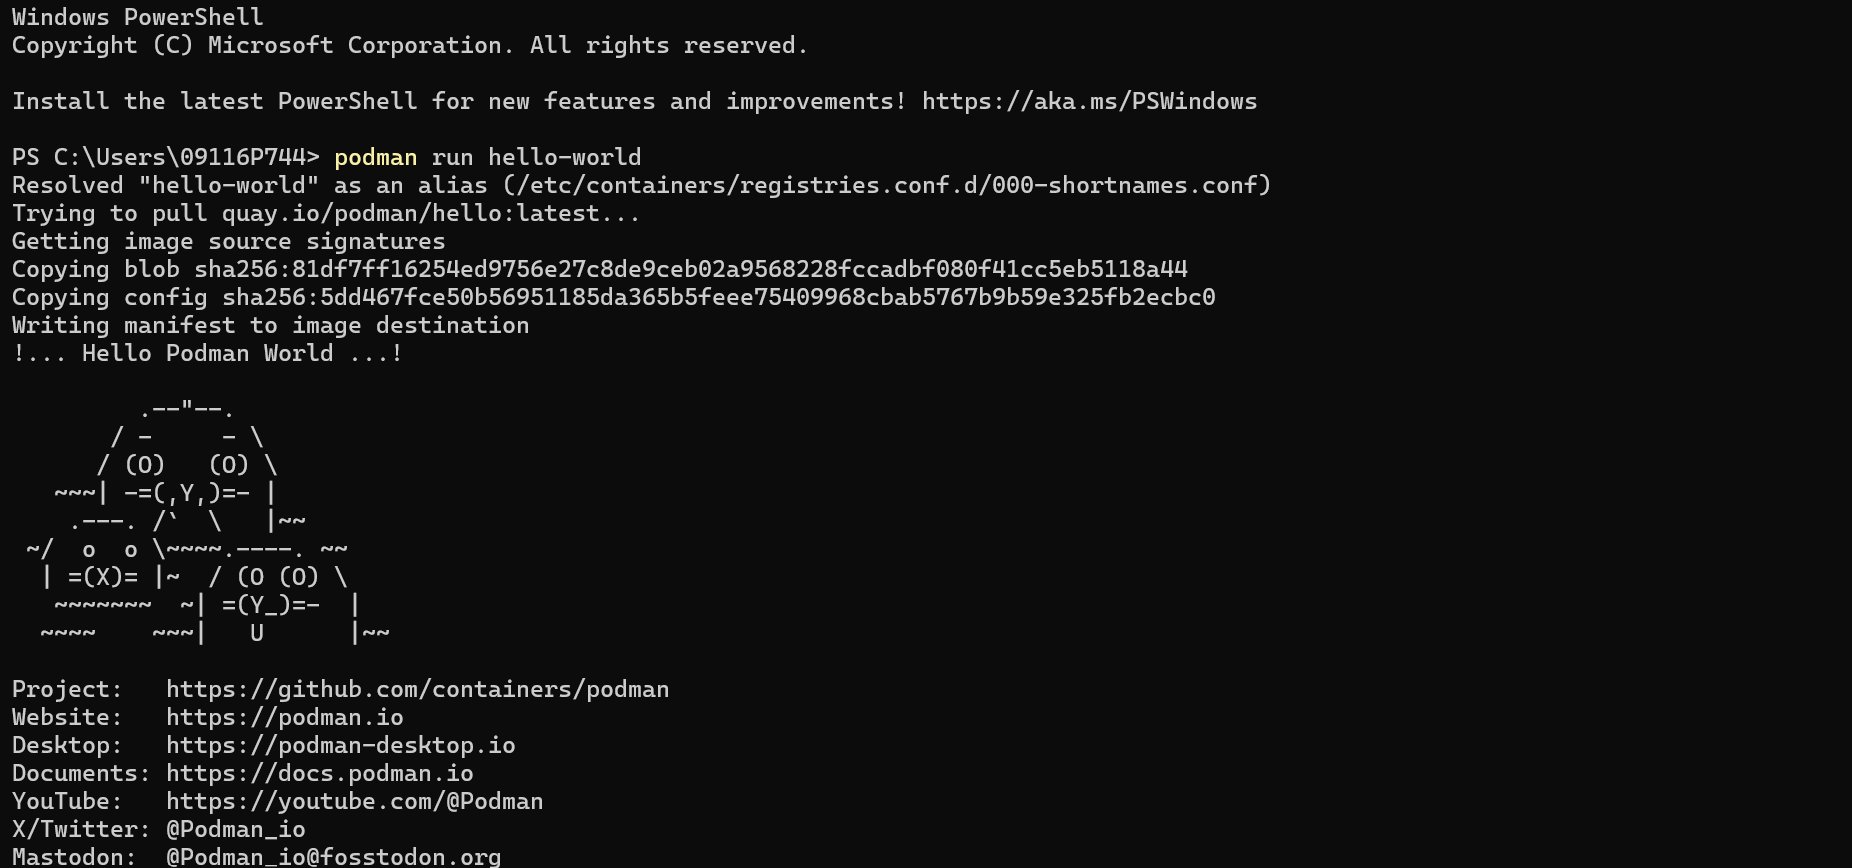 Windows PowerShell
Copyright (C) Microsoft Corporation. All rights reserved.

Install the latest PowerShell for new features and improvements! https://aka.ms/PSWindows

PS C:\Users\09116P744> podman run hello-world
Resolved "hello-world" as an alias (/etc/containers/registries.conf.d/000-shortnames.conf)
Trying to pull quay.io/podman/hello:latest...
Getting image source signatures
Copying blob sha256:81df7ff16254ed9756e27c8de9ceb02a9568228fccadbf080f41cc5eb5118a44
Copying config sha256:5dd467fce50b56951185da365b5feee75409968cbab5767b9b59e325fb2ecbc0
Writing manifest to image destination
!... Hello Podman World ...!

         .--"--.
       / -     - \
      / (O)   (O) \
   ~~~| -=(,Y,)=- |
    .---. /`  \   |~~
 ~/  o  o \~~~~.----. ~~
  | =(X)= |~  / (O (O) \
   ~~~~~~~  ~| =(Y_)=-  |
  ~~~~    ~~~|   U      |~~

Project:   https://github.com/containers/podman
Website:   https://podman.io
Desktop:   https://podman-desktop.io
Documents: https://docs.podman.io
YouTube:   https://youtube.com/@Podman
X/Twitter: @Podman_io
Mastodon:  @Podman_io@fosstodon.org